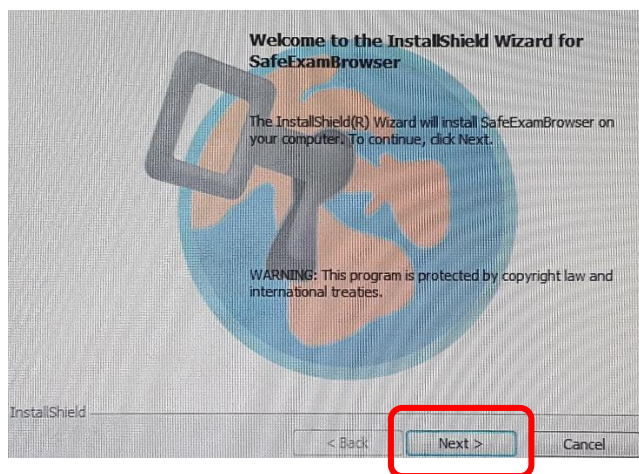 Welcome to the InstallShield Wizard for
SafeExamBrowser
The InstallShield(R) Wizard will install SafeExamBrowser on
your computer. To continue, click Next.
WARNING: This program is protected by copyright law and
international treaties.
InstallShield
< Back
Next >
Cancel